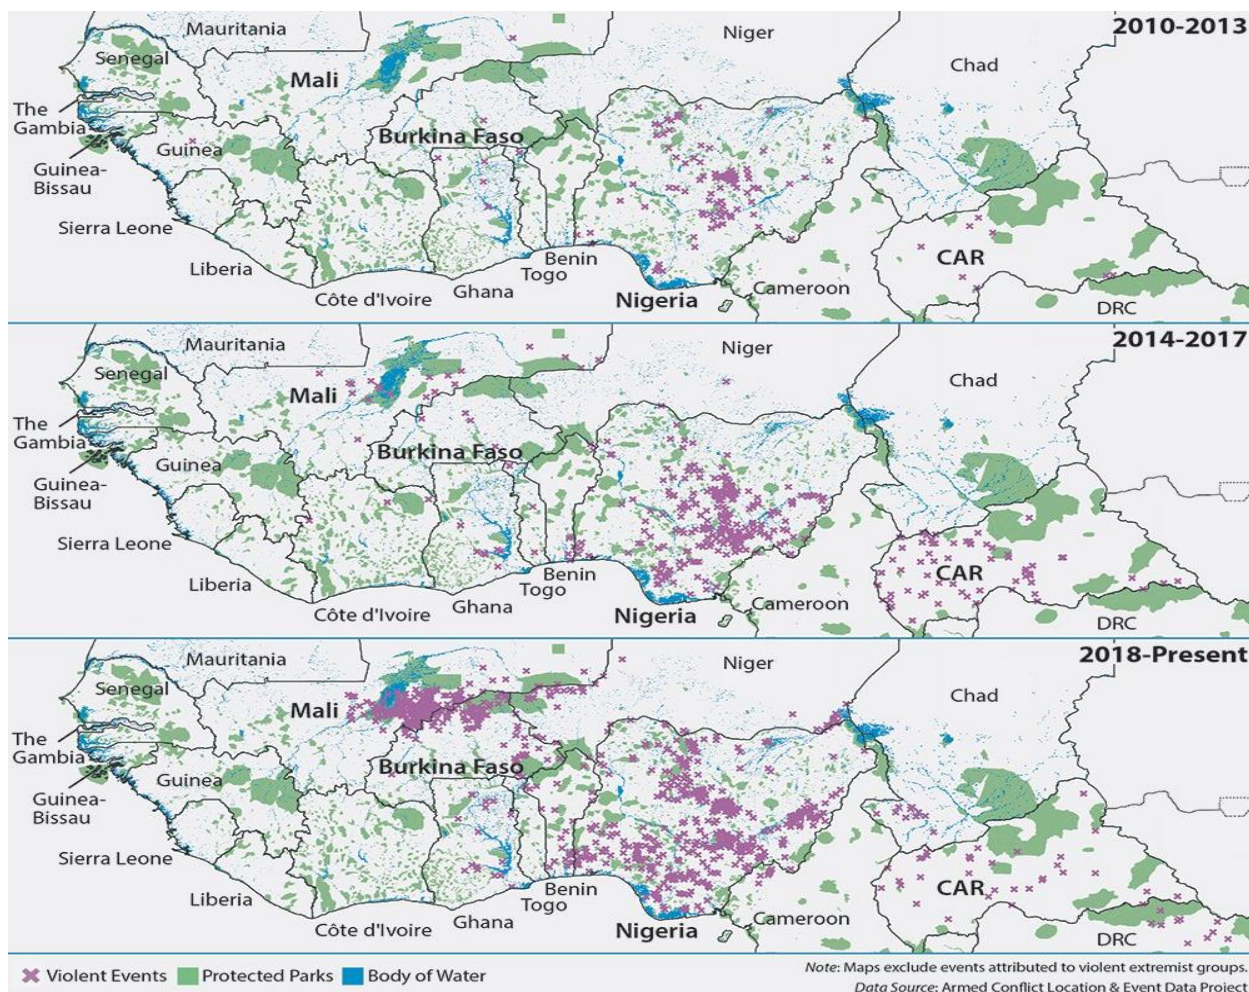 2010-2013
Mauritania
Niger
Senegal
Mali
Chad
The
Gambia
Burkina Faso
Guinea
Guinea-
Bissau
Sierra Leone
CAR
Benin
Liberia
Togo
Cameroon
Côte d'Ivoire
Ghana
Nigeria
DRC
2014-2017
Mauritania
Niger
Senegal
Mali
Chad
The
Gambia
Burkina Faso
Guinea
Guinea-
Bissau
Sierra Leone
CAR
Benin
Liberia
Togo
Cameroon
Côte d'Ivoire
Ghana
Nigeria
DRC
2018-Present
Mauritania
Niger
Senegal
Mali
Chad
The
Gambia
Burkina Faso
Guinea
Guinea-
Bissau
Sierra Leone
CAR
Benin
Liberia
Togo
Cameroon
Côte d'Ivoire
Ghana
Nigeria
DRC
Violent Events
Protected Parks
Body of Water
Note: Maps exclude events attributed to violent extremist groups.
Data Source: Armed Conflict Location & Event Data Project